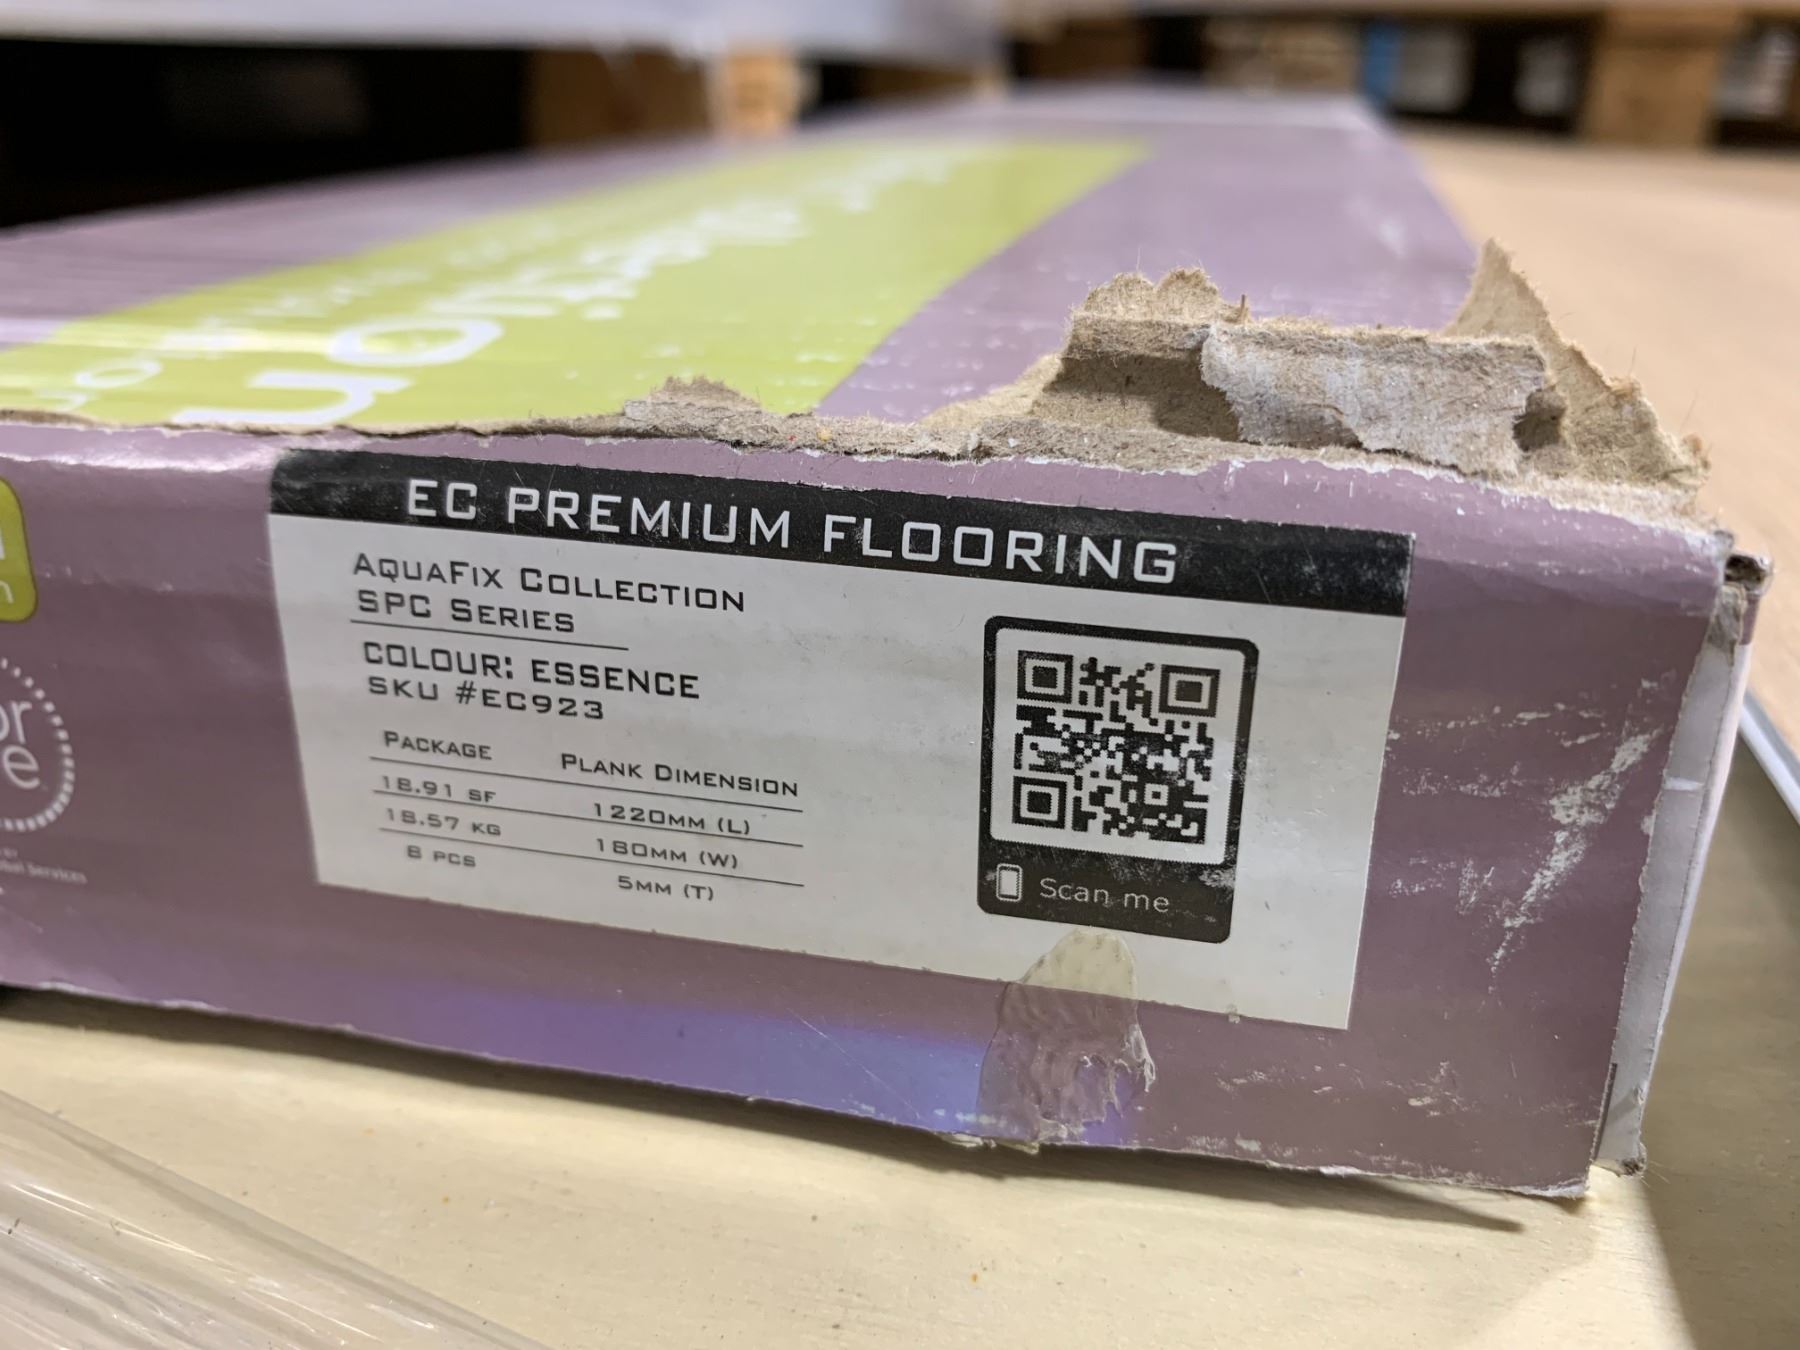 EC PREMIUM FLOORING
AQUAFIX COLLECTION
SPC SERIES
COLOUR: ESSENCE
SKU #EC923
PACKAGE PLANK DIMENSION
18.91 SF 1220MM (L)
18.57 KG 180MM (W)
8 PCS 5MM (T)
Scan me
Services